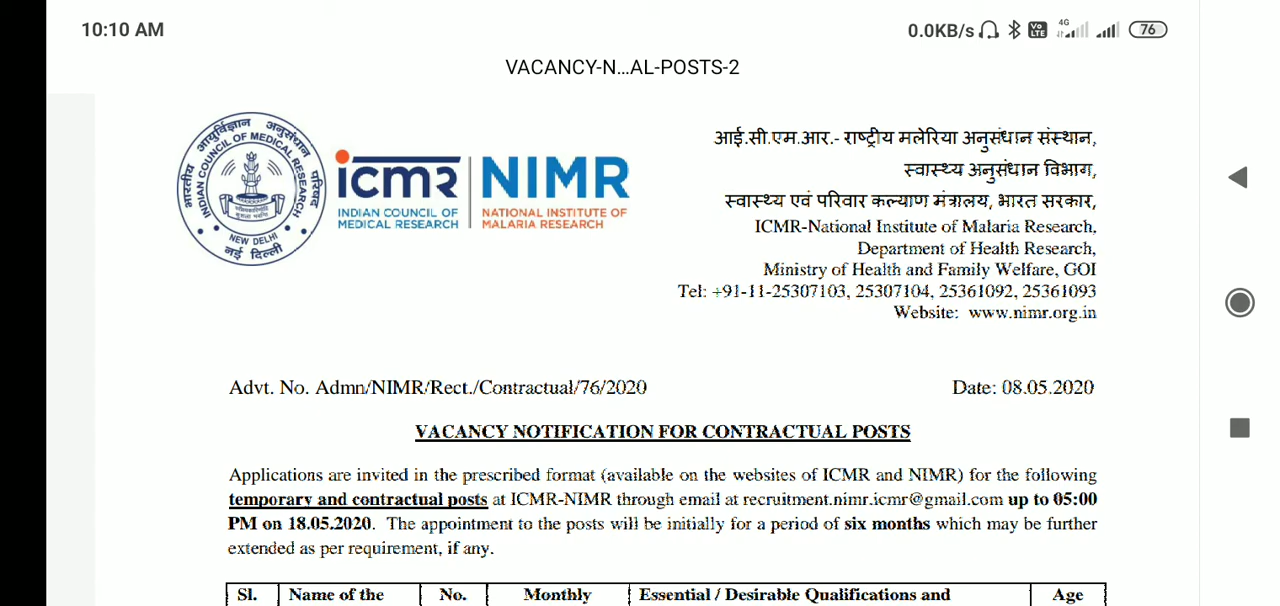 10:10 AM
0.0KB/s
Vo LTE
4G
76
VACANCY-N...AL-POSTS-2
भारतीय आयुर्विज्ञान अनुसंधान परिषद
INDIAN COUNCIL OF MEDICAL RESEARCH
NEW DELHI
नई दिल्ली
icmr
INDIAN COUNCIL OF
MEDICAL RESEARCH
NIMR
NATIONAL INSTITUTE OF
MALARIA RESEARCH
आई.सी.एम.आर.- राष्ट्रीय मलेरिया अनुसंधान संस्थान,
स्वास्थ्य अनुसंधान विभाग,
स्वास्थ्य एवं परिवार कल्याण मंत्रालय, भारत सरकार,
ICMR-National Institute of Malaria Research,
Department of Health Research,
Ministry of Health and Family Welfare, GOI
Tel: +91-11-25307103, 25307104, 25361092, 25361093
Website: www.nimr.org.in
Advt. No. Admn/NIMR/Rect./Contractual/76/2020
Date: 08.05.2020
VACANCY NOTIFICATION FOR CONTRACTUAL POSTS
Applications are invited in the prescribed format (available on the websites of ICMR and NIMR) for the following
temporary and contractual posts at ICMR-NIMR through email at recruitment.nimr.icmr@gmail.com up to 05:00
PM on 18.05.2020. The appointment to the posts will be initially for a period of six months which may be further
extended as per requirement, if any.
Sl. Name of the No. Monthly Essential / Desirable Qualifications and Age